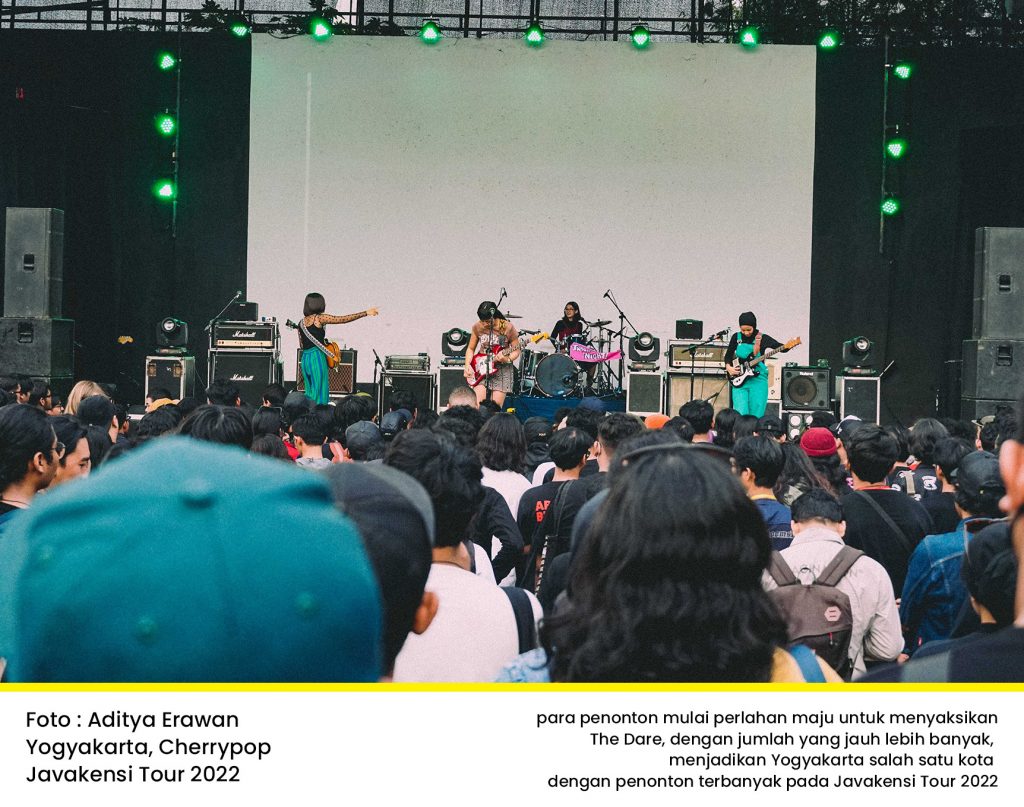 Marshall
Marshall
Marshall
Foto : Aditya Erawan
Yogyakarta, Cherrypop
Javakensi Tour 2022
para penonton mulai perlahan maju untuk menyaksikan
The Dare, dengan jumlah yang jauh lebih banyak,
menjadikan Yogyakarta salah satu kota
dengan penonton terbanyak pada Javakensi Tour 2022